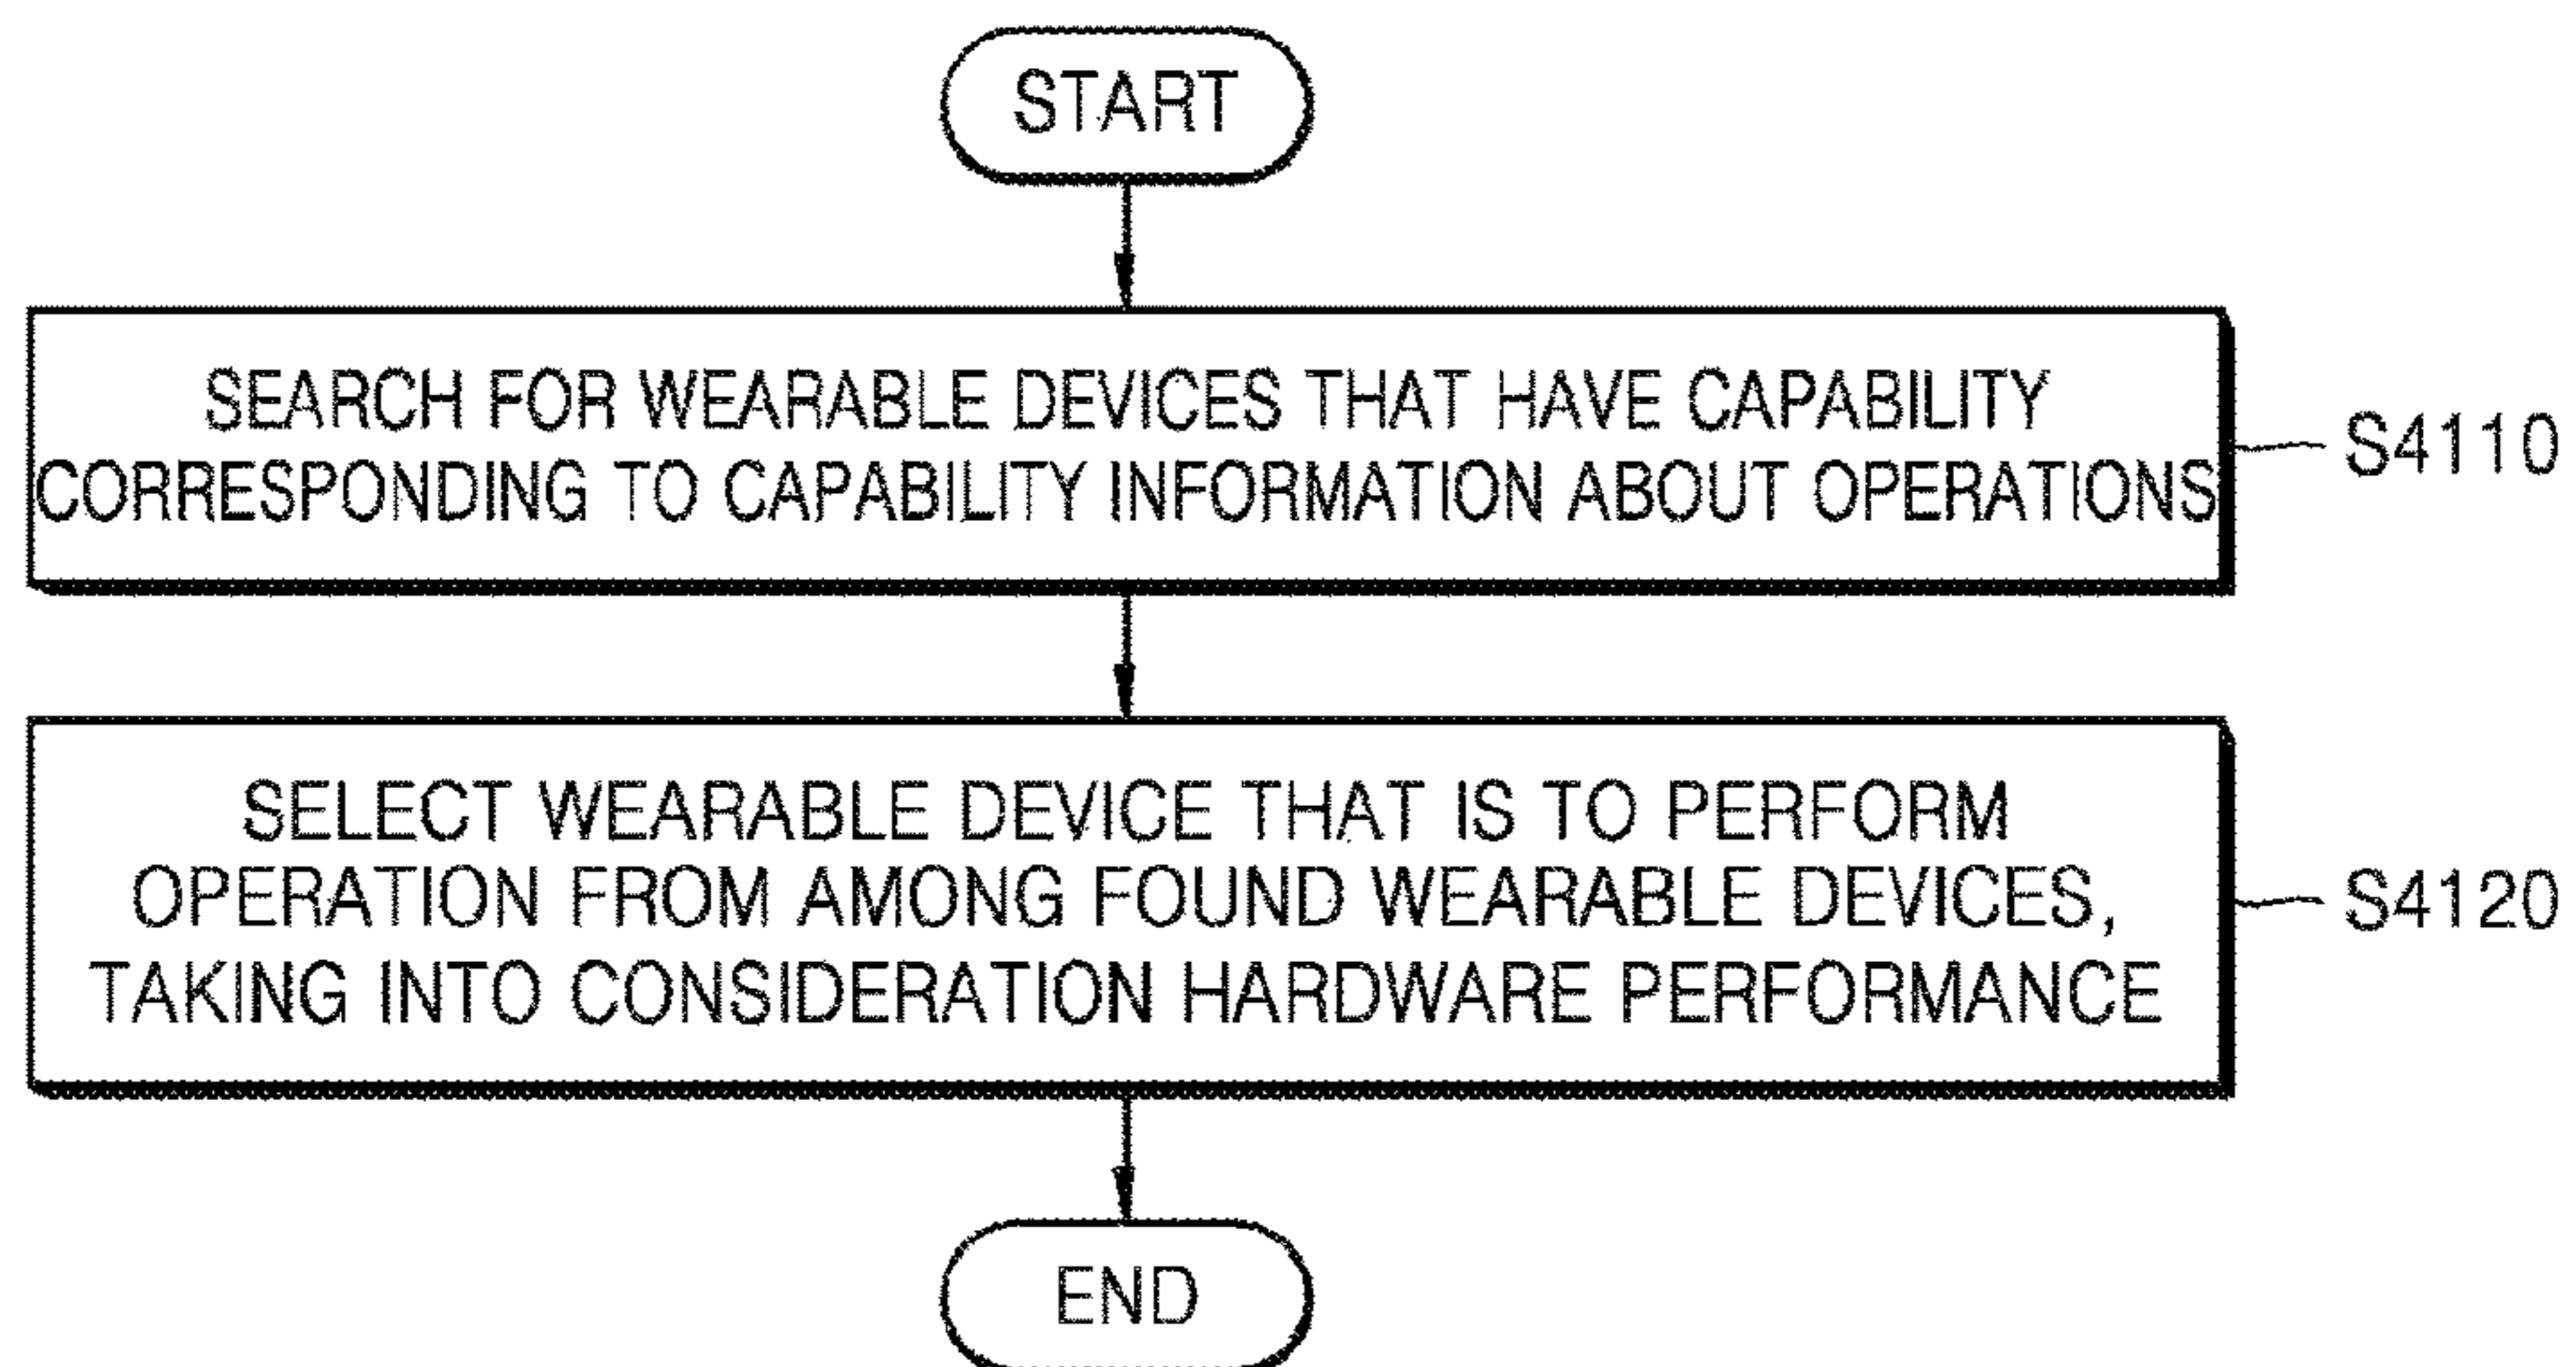 START
SEARCH FOR WEARABLE DEVICES THAT HAVE CAPABILITY
CORRESPONDING TO CAPABILITY INFORMATION ABOUT OPERATIONS
S4110
SELECT WEARABLE DEVICE THAT IS TO PERFORM
OPERATION FROM AMONG FOUND WEARABLE DEVICES,
TAKING INTO CONSIDERATION HARDWARE PERFORMANCE
S4120
END